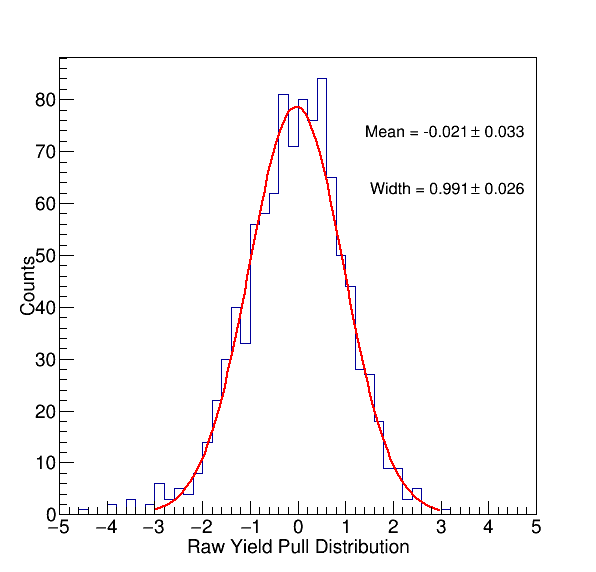 Mean = -0.021 ± 0.033
Width = 0.991 ± 0.026
Counts
80
70
60
50
40
30
20
10
0
−5 −4 −3 −2 −1 0 1 2 3 4 5
Raw Yield Pull Distribution